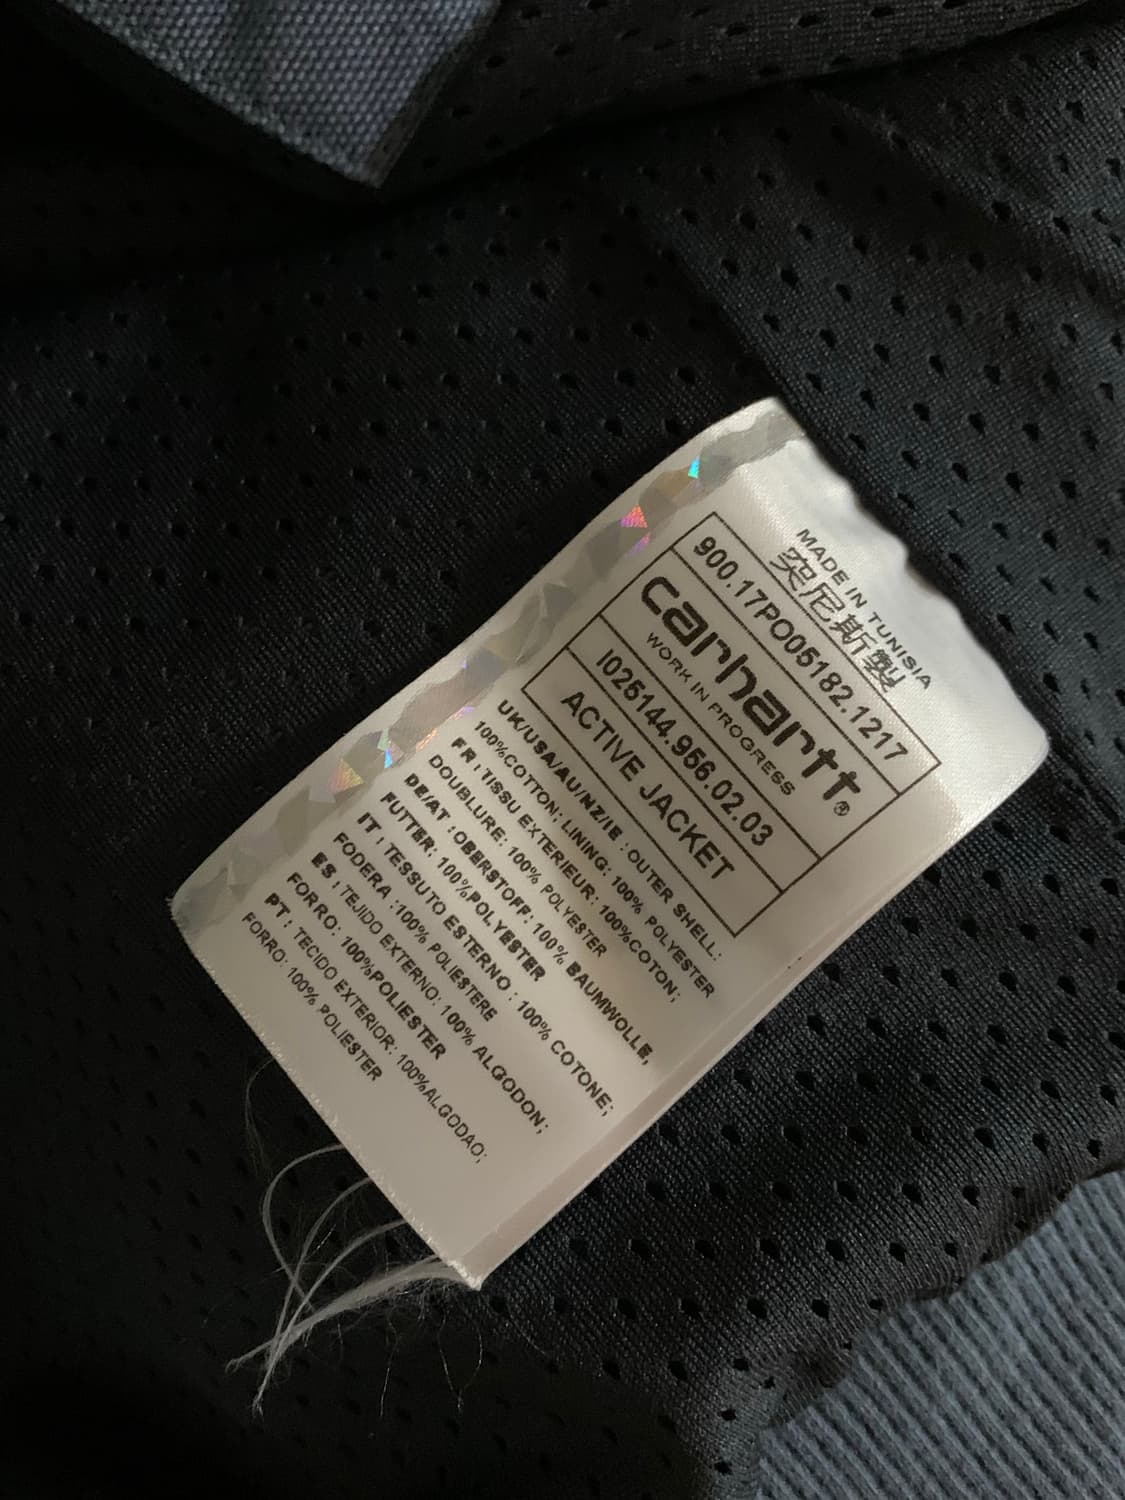 MADE IN TUNISIA
突尼斯製
900.17PO05182.1217
carhartt®
WORK IN PROGRESS
I025144.956.02.03
ACTIVE JACKET
UK/USA/AU/NZ/IE : OUTER SHELL:
100%COTTON; LINING: 100% POLYESTER
FR : TISSU EXTERIEUR: 100%COTON;
DOUBLURE: 100% POLYESTER
DE/AT :OBERSTOFF: 100% BAUMWOLLE,
FUTTER: 100%POLYESTER
IT : TESSUTO ESTERNO : 100% COTONE;
FODERA :100% POLIESTERE
ES : TEJIDO EXTERNO: 100% ALGODON;
FORRO: 100%POLIESTER
PT : TECIDO EXTERIOR: 100%ALGODAO;
FORRO: 100% POLIESTER